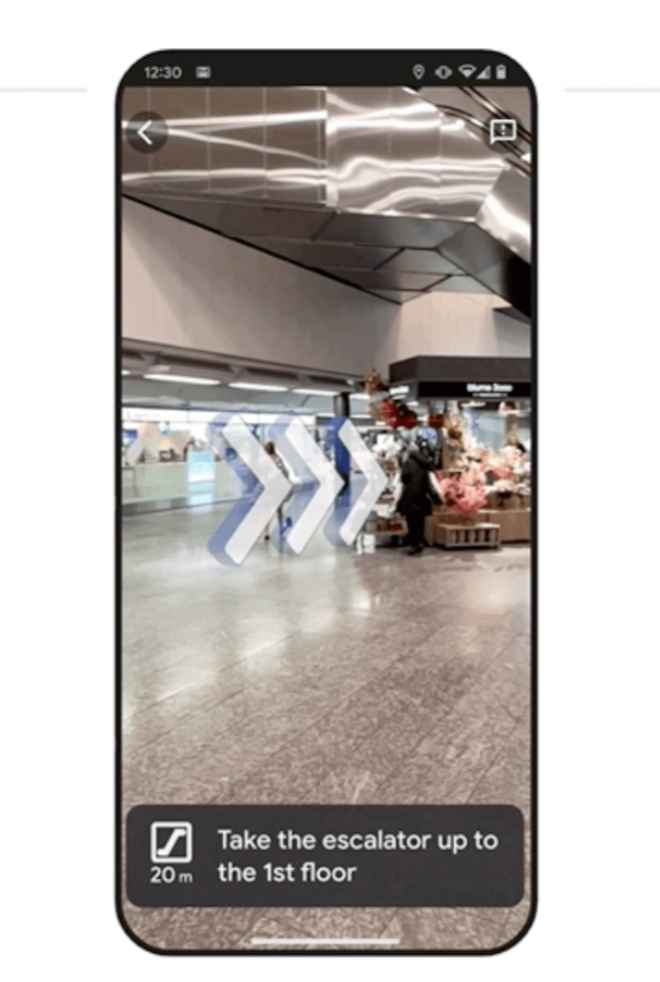 12:30
Take the escalator up to
20 m
the 1st floor